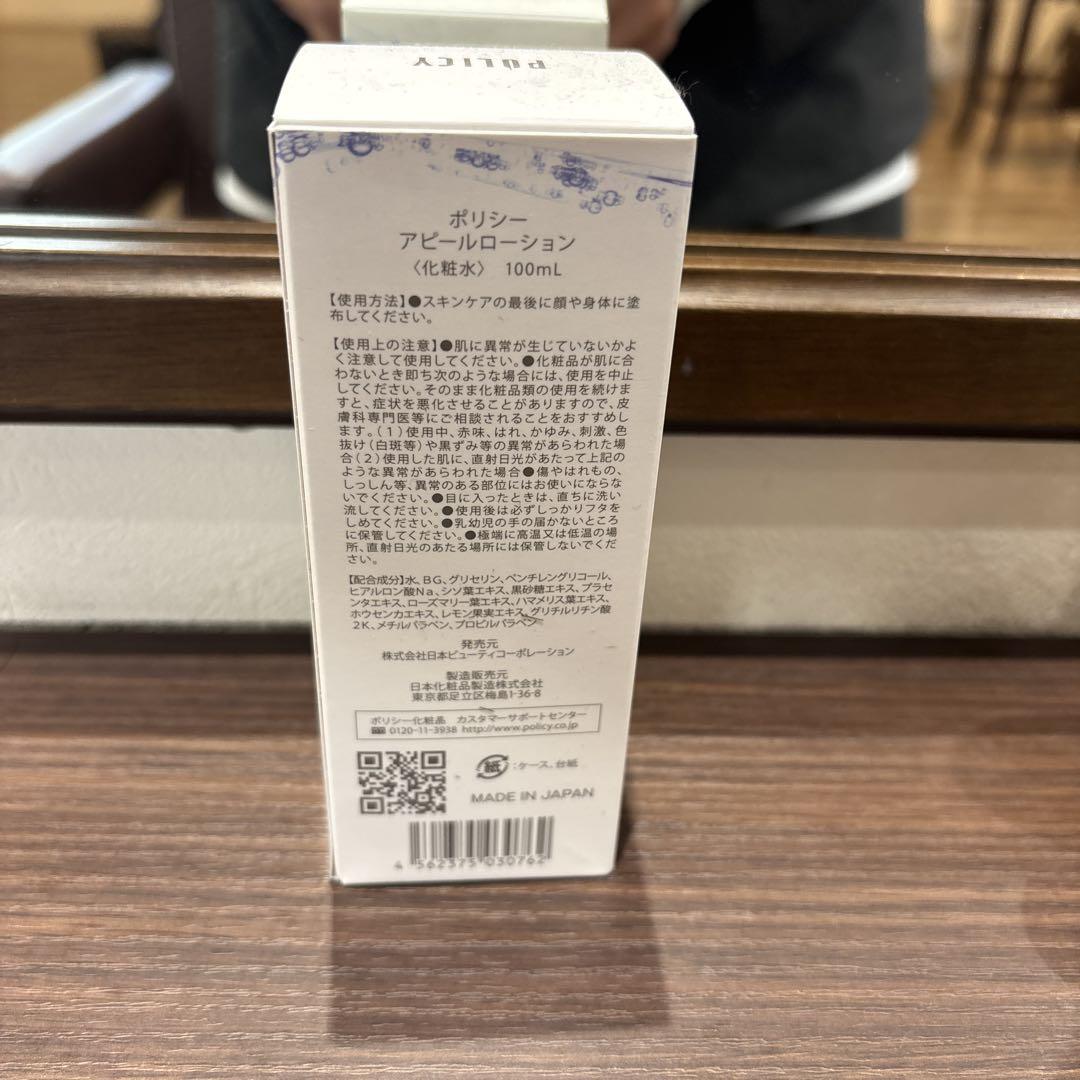 POLICY
ポリシー
アピールローション
〈化粧水〉 100mL
【使用方法】●スキンケアの最後に顔や身体に塗
布してください。
【使用上の注意】●肌に異常が生じていないかよ
く注意して使用してください。●化粧品が肌に合
わないとき即ち次のような場合には、使用を中止
してください。そのまま化粧品類の使用を続けま
すと、症状を悪化させることがありますので、皮
膚科専門医等にご相談されることをおすすめし
ます。（1）使用中、赤味、はれ、かゆみ、刺激、色
抜け（白斑等）や黒ずみ等の異常があらわれた場
合（2）使用した肌に、直射日光があたって上記の
ような異常があらわれた場合●傷やはれもの、
しっしん等、異常のある部位にはお使いにならな
いでください。●目に入ったときは、直ちに洗い
流してください。●使用後は必ずしっかりフタを
しめてください。●乳幼児の手の届かないところ
に保管してください。●極端に高温又は低温の場
所、直射日光のあたる場所には保管しないでくだ
さい。
【配合成分】水、BG、グリセリン、ペンチレングリコール、
ヒアルロン酸Na、シソ葉エキス、黒砂糖エキス、プラセ
ンタエキス、ローズマリー葉エキス、ハマメリス葉エキス、
ホウセンカエキス、レモン果実エキス、グリチルリチン酸
2K、メチルパラベン、プロピルパラベン
発売元
株式会社日本ビューティコーポレーション
製造販売元
日本化粧品製造株式会社
東京都足立区梅島1-36-8
ポリシー化粧品 カスタマーサポートセンター
0120-11-3938 http://www.policy.co.jp
紙:ケース、台紙
MADE IN JAPAN
4 562375 030762